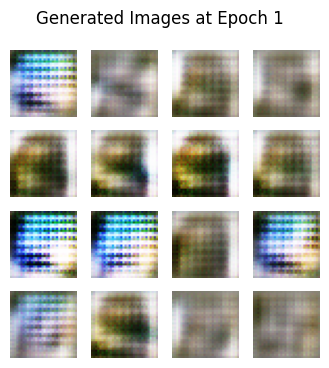 Generated Images at Epoch 1